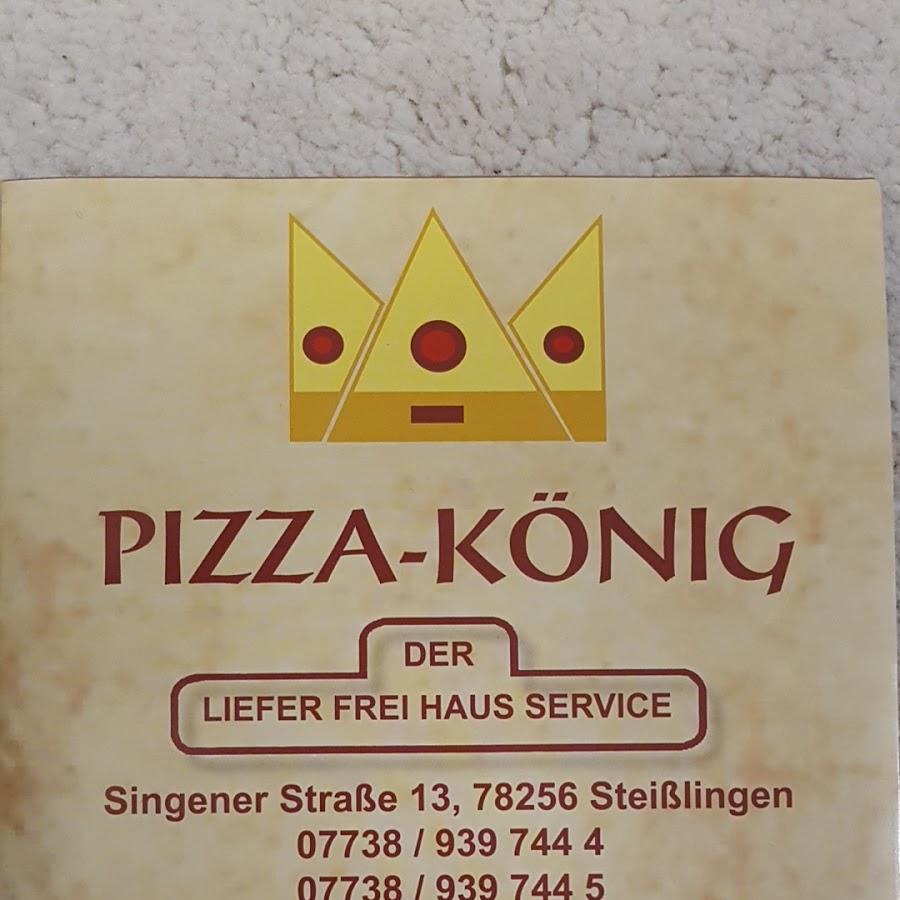 PIZZA-KÖNIG
DER
LIEFER FREI HAUS SERVICE
Singener Straße 13, 78256 Steißlingen
07738 / 939 744 4
07738 / 939 744 5